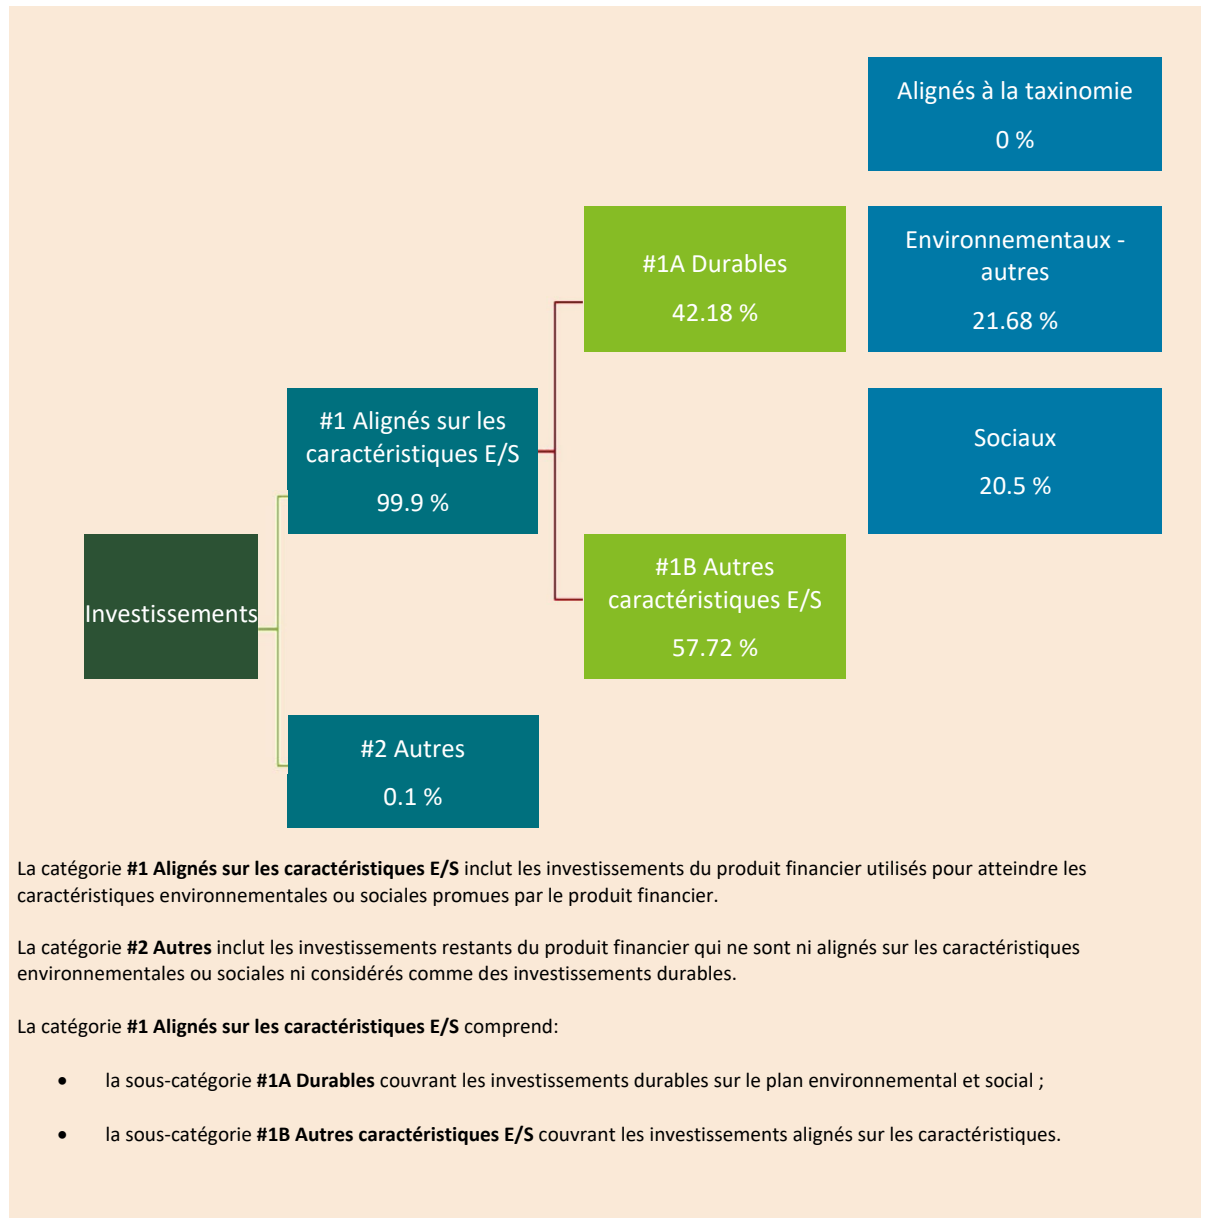 Alignés à la taxinomie
0 %
#1A Durables
42.18 %
Environnementaux -
autres
21.68 %
#1 Alignés sur les
caractéristiques E/S
99.9 %
Sociaux
20.5 %
Investissements
#1B Autres
caractéristiques E/S
57.72 %
#2 Autres
0.1 %
La catégorie #1 Alignés sur les caractéristiques E/S inclut les investissements du produit financier utilisés pour atteindre les
caractéristiques environnementales ou sociales promues par le produit financier.
La catégorie #2 Autres inclut les investissements restants du produit financier qui ne sont ni alignés sur les caractéristiques
environnementales ou sociales ni considérés comme des investissements durables.
La catégorie #1 Alignés sur les caractéristiques E/S comprend:
• la sous-catégorie #1A Durables couvrant les investissements durables sur le plan environnemental et social ;
• la sous-catégorie #1B Autres caractéristiques E/S couvrant les investissements alignés sur les caractéristiques.